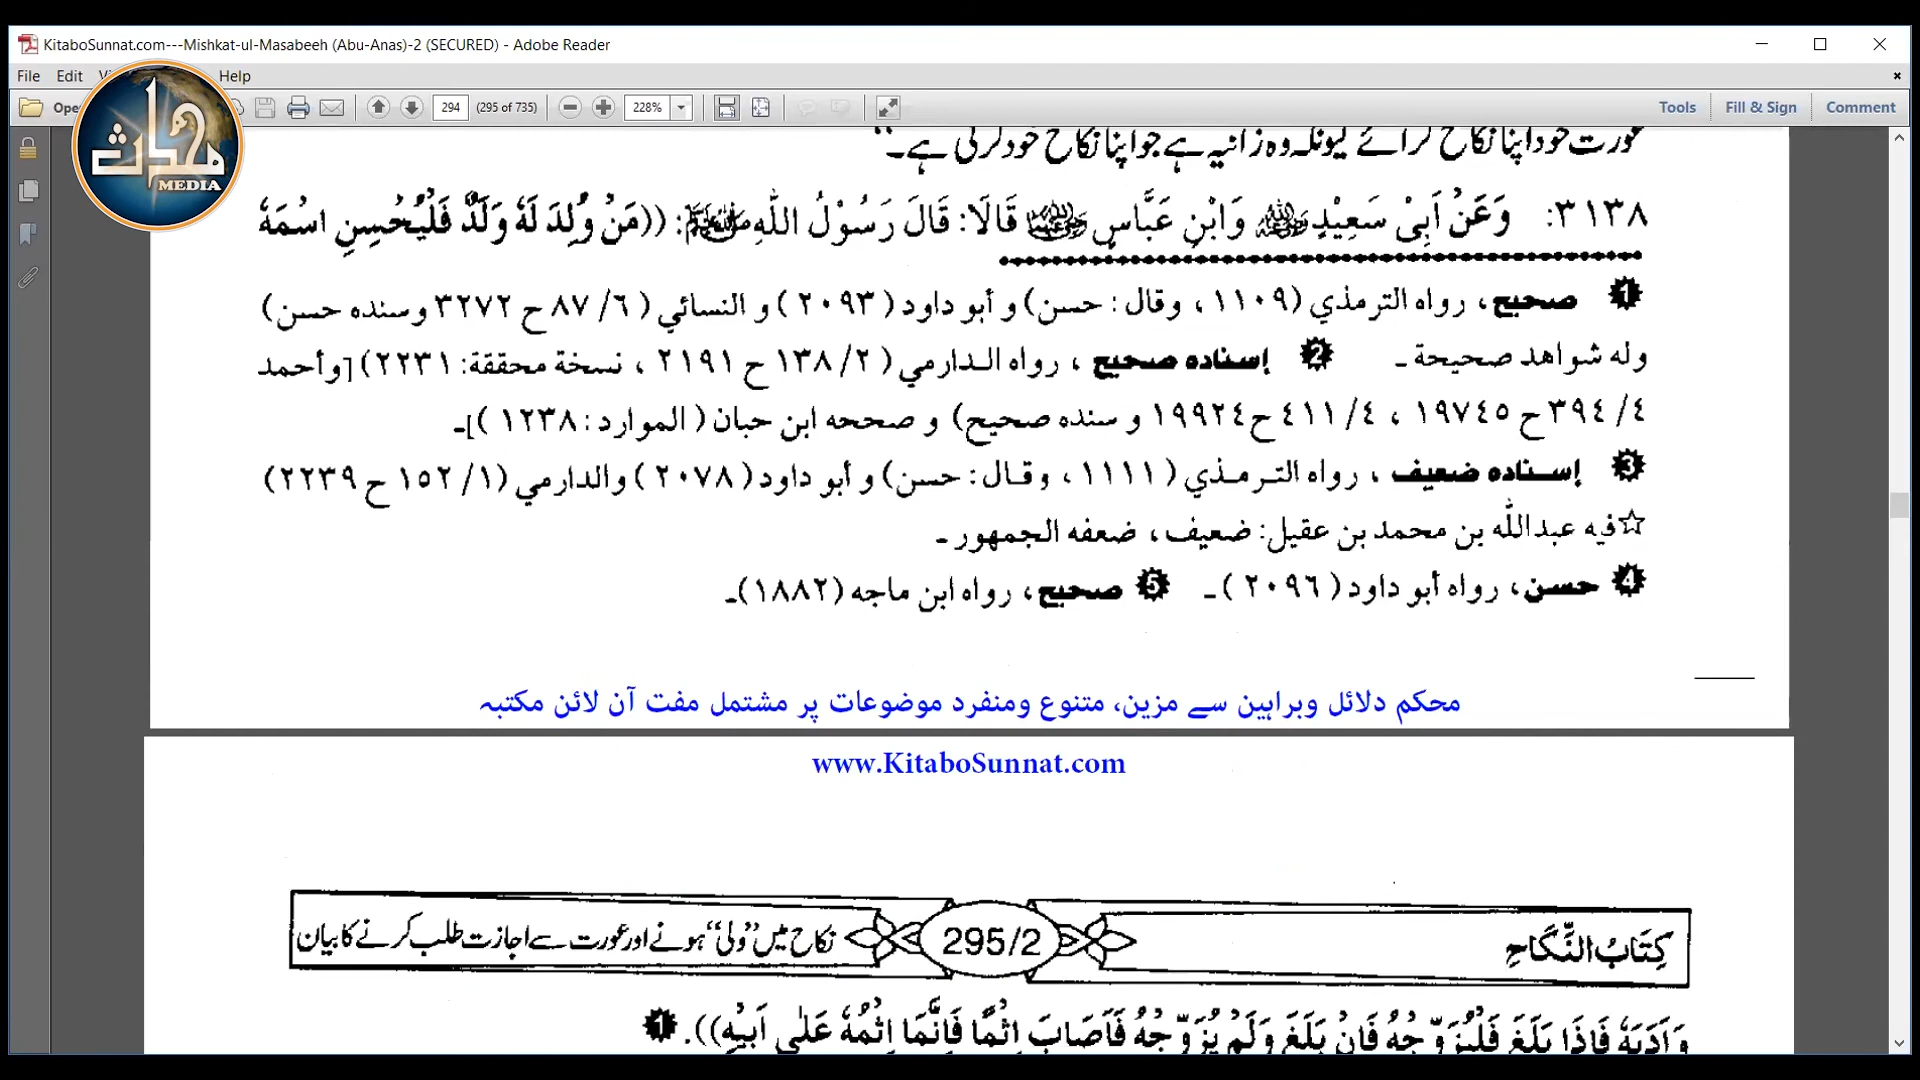 KitaboSunnat.com---Mishkat-ul-Masabeeh (Abu-Anas)-2 (SECURED) - Adobe Reader
File Edit Help
294 (295 of 735) 228% Tools Fill & Sign Comment
محدث
MEDIA
عورت خود اپنا نکاح کرائے کیونکہ وہ زانیہ ہے جو اپنا نکاح خود کرتی ہے۔‘‘
٣١٣٨: وَعَنْ أَبِيْ سَعِيْدٍ ؓ وَابْنِ عَبَّاسٍ ؓ قَالَا: قَالَ رَسُوْلُ اللّٰهِ ﷺ: ((مَنْ وُلِدَ لَهٗ وَلَدٌ فَلْيُحْسِنِ اسْمَهٗ
1 صحيح، رواه الترمذي (١١٠٩ ، وقال: حسن) و أبو داود (٢٠٩٣) و النسائي (٦/ ٨٧ ح ٣٢٧٢ وسنده حسن)
وله شواهد صحيحة ـ 2 إسناده صحيح ، رواه الدارمي (٢/ ١٣٨ ح ٢١٩١ ، نسخة محققة: ٢٢٣١) [وأحمد
٤/ ٣٩٤ ح ١٩٧٤٥ ، ٤/ ٤١١ ح ١٩٩٢٤ و سنده صحيح) و صححه ابن حبان (الموارد: ١٢٣٨)]ـ
3 إسناده ضعيف ، رواه الترمذي (١١١١ ، وقال: حسن) و أبو داود (٢٠٧٨) والدارمي (١/ ١٥٢ ح ٢٢٣٩)
☆فيه عبدالله بن محمد بن عقيل: ضعيف، ضعفه الجمهور ـ
4 حسن، رواه أبو داود (٢٠٩٦) ـ 5 صحيح، رواه ابن ماجه (١٨٨٢)ـ
محکم دلائل وبراہین سے مزین، متنوع ومنفرد موضوعات پر مشتمل مفت آن لائن مکتبہ
www.KitaboSunnat.com
كِتَابُ النِّكَاحِ 295/2 نکاح میں ’’ولی‘‘ ہونے اور عورت سے اجازت طلب کرنے کا بیان
وَاَدَبَهٗ فَاِذَا بَلَغَ فَلْيُزَوِّجْهُ فَاِنْ بَلَغَ وَلَمْ يُزَوِّجْهُ فَاَصَابَ اِثْمًا فَاِنَّمَا اِثْمُهٗ عَلٰى اَبِيْهِ)). 1